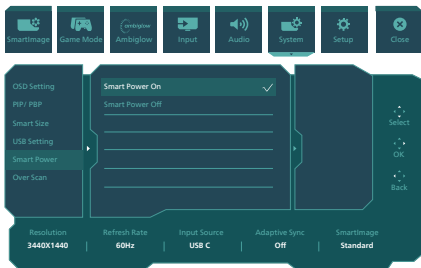 SmartImage
Game Mode
ambiglow
Ambiglow
Input
Audio
System
Setup
Close
OSD Setting
PIP/ PBP
Smart Size
USB Setting
Smart Power
Over Scan
Smart Power On
Smart Power Off
Select
OK
Back
Resolution
3440X1440
Refresh Rate
60Hz
Input Source
USB C
Adaptive Sync
Off
SmartImage
Standard